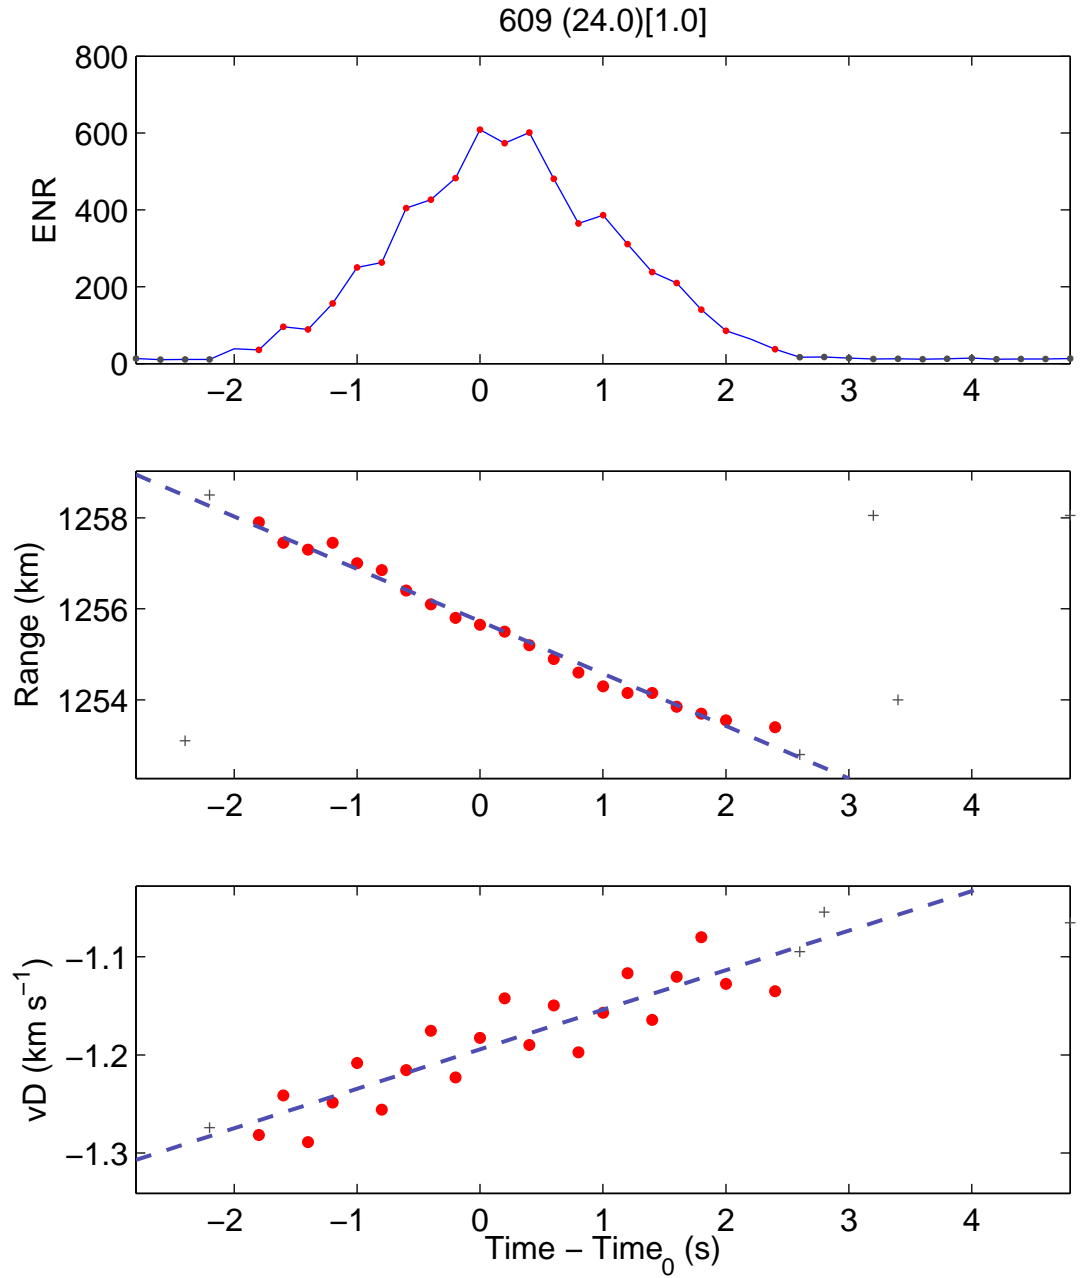 609 (24.0)[1.0]
800
600
400
200
0
ENR
−2 −1 0 1 2 3 4
1258
1256
1254
Range (km)
−2 −1 0 1 2 3 4
−1.1
−1.2
−1.3
vD (km s⁻¹)
−2 −1 0 1 2 3 4
Time − Time₀ (s)